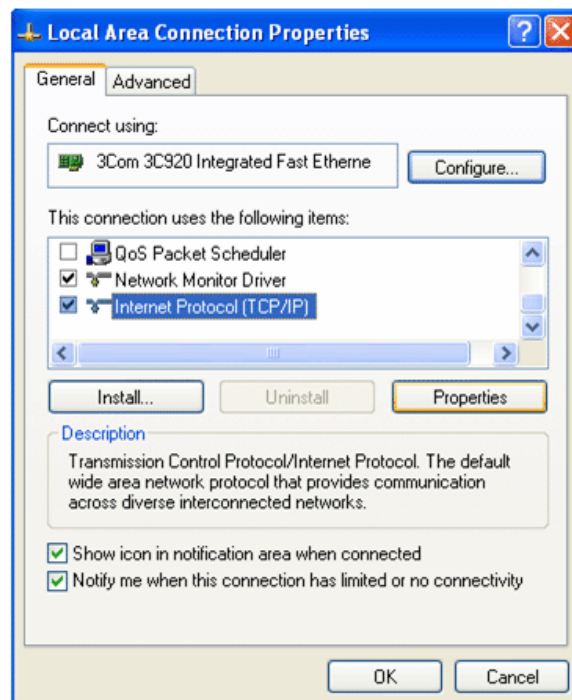 Local Area Connection Properties
General
Advanced
Connect using:
3Com 3C920 Integrated Fast Etherne
Configure...
This connection uses the following items:
QoS Packet Scheduler
Network Monitor Driver
Internet Protocol (TCP/IP)
Install...
Uninstall
Properties
Description
Transmission Control Protocol/Internet Protocol. The default
wide area network protocol that provides communication
across diverse interconnected networks.
Show icon in notification area when connected
Notify me when this connection has limited or no connectivity
OK
Cancel